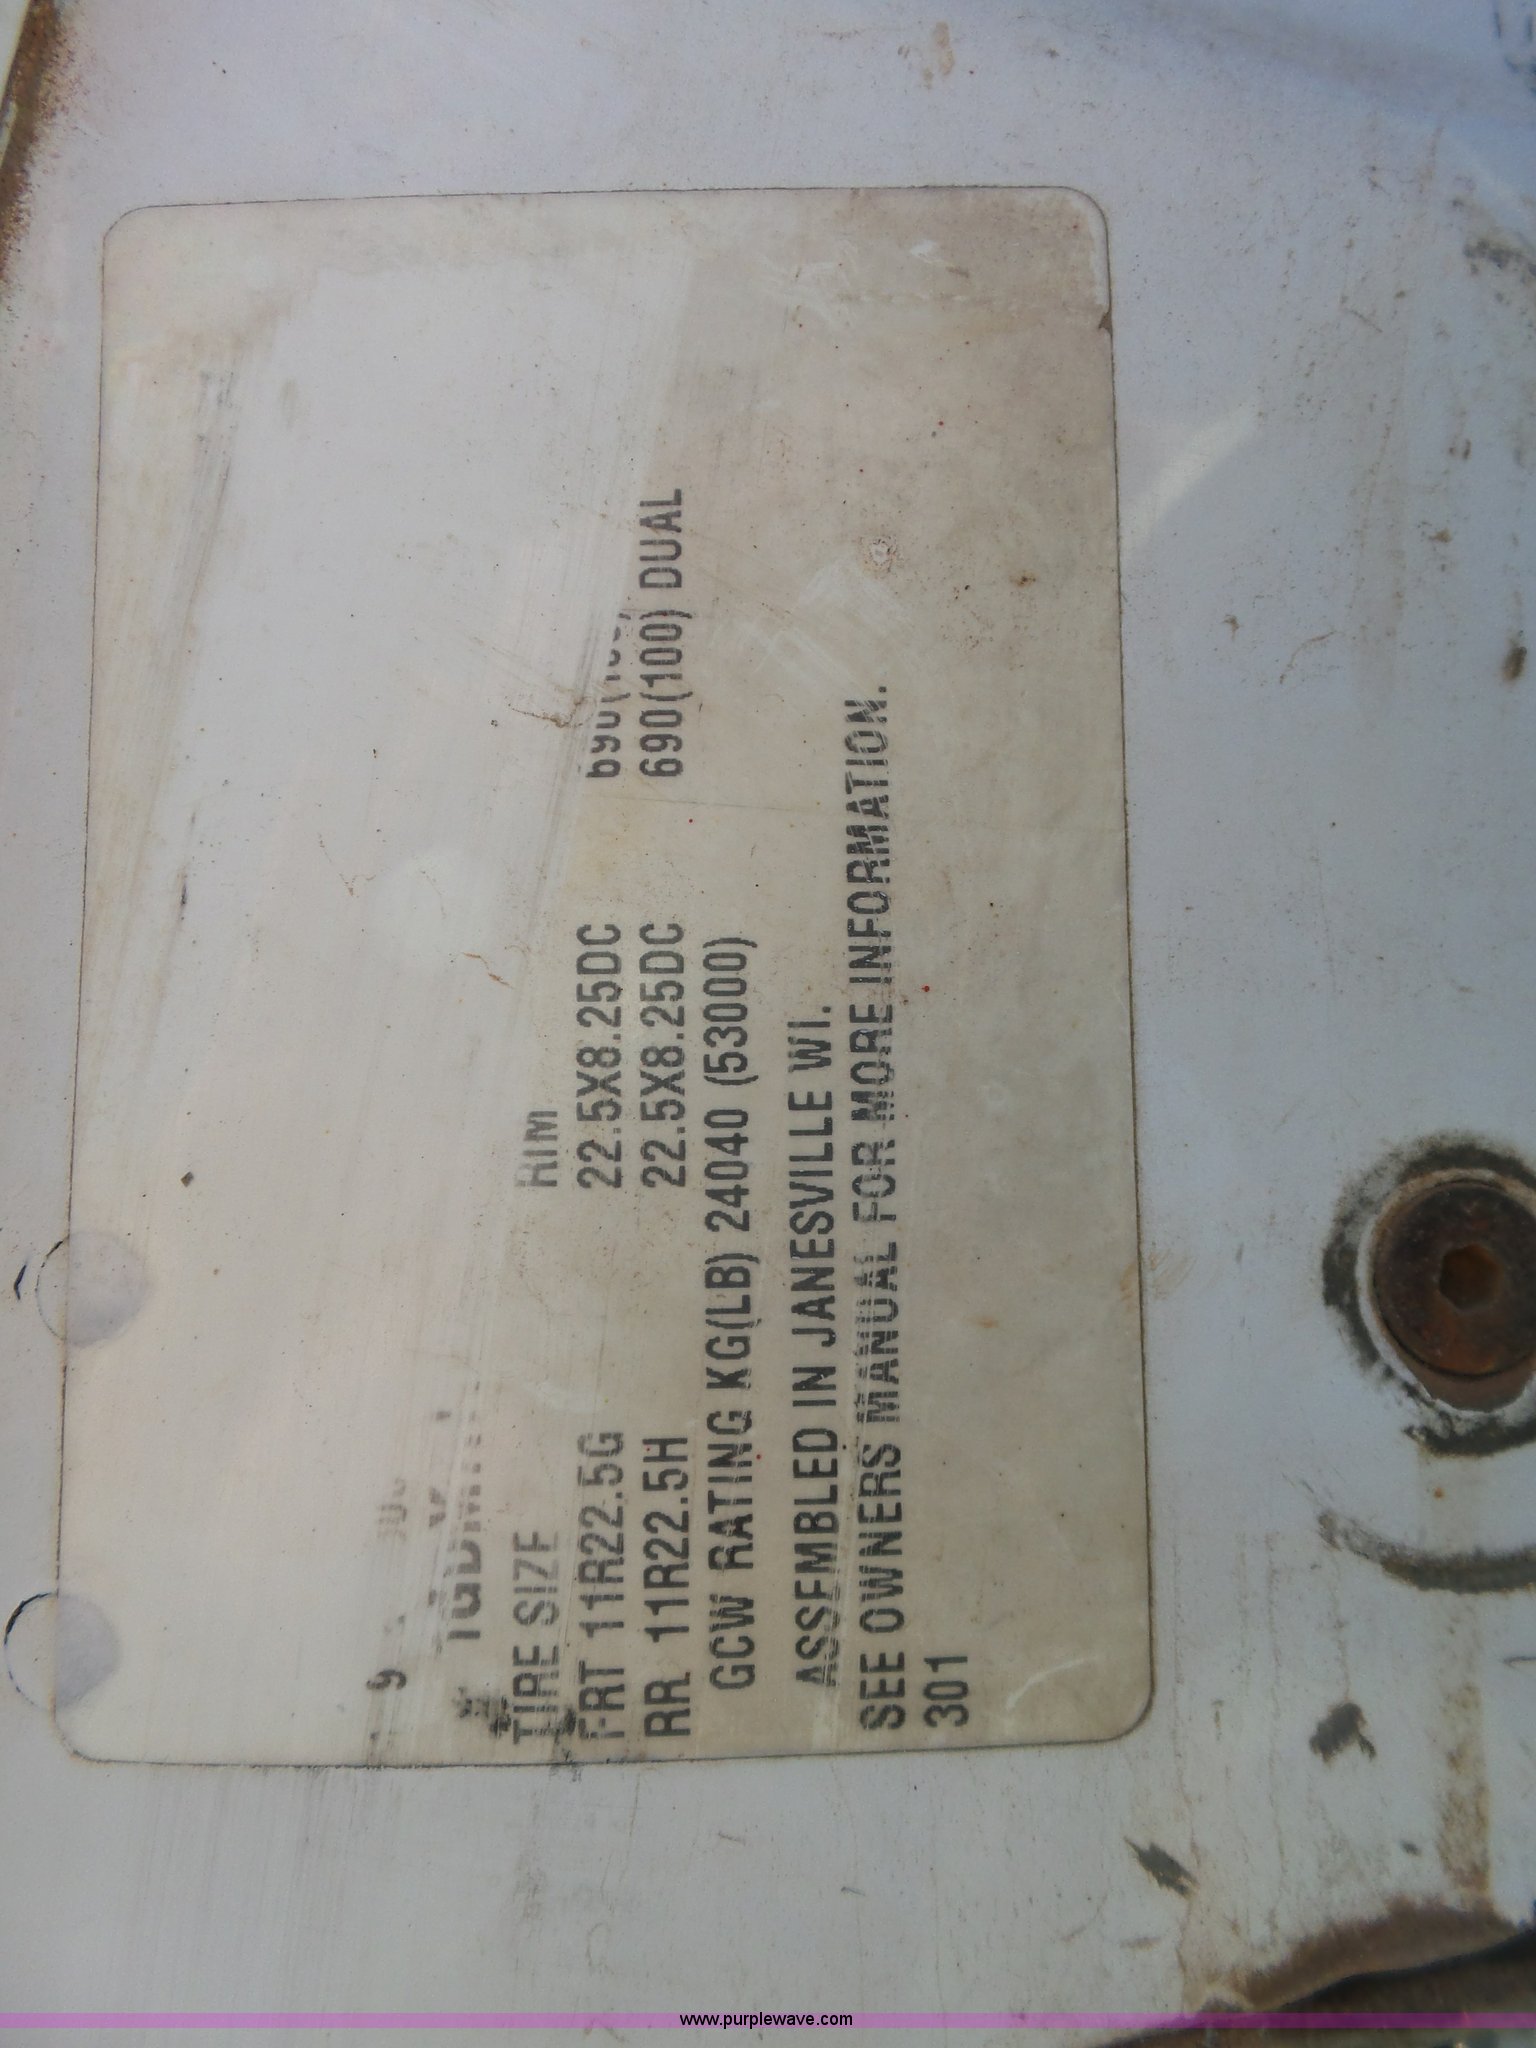 TIRE SIZE RIM
FRT 11R22.5G 22.5X8.25DC
RR 11R22.5H 22.5X8.25DC 690(100) DUAL
GCW RATING KG(LB) 24040 (53000)
ASSEMBLED IN JANESVILLE WI.
SEE OWNERS MANUAL FOR MORE INFORMATION.
301
www.purplewave.com